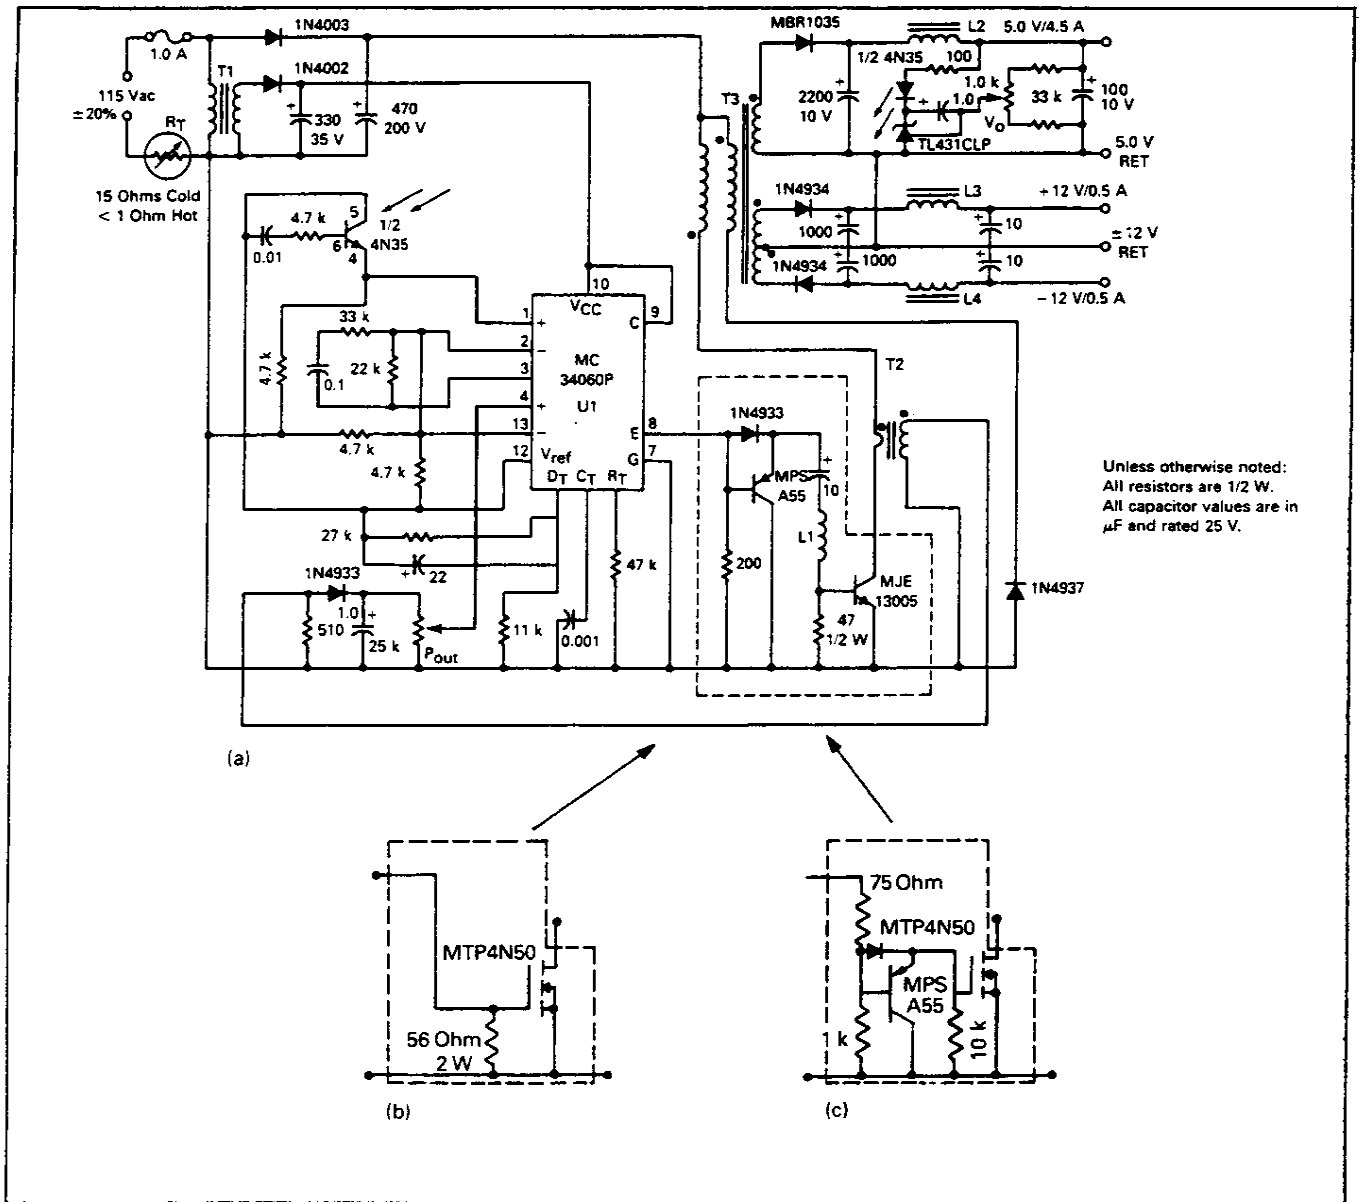 1N4003
1.0 A
1N4002
T1
115 Vac
± 20%
RT
330
35 V
470
200 V
15 Ohms Cold
< 1 Ohm Hot
MBR1035
L2
5.0 V/4.5 A
1/2 4N35
100
T3
2200
10 V
1.0
1.0 k
33 k
100
10 V
Vo
TL431CLP
5.0 V
RET
1N4934
L3
+ 12 V/0.5 A
1000
10
± 12 V
RET
1N4934
1000
10
L4
− 12 V/0.5 A
4.7 k
5
1/2
4N35
6
4
0.01
33 k
4.7 k
22 k
0.1
4.7 k
4.7 k
10
VCC
1
+
C
9
2
−
MC
34060P
U1
3
4
+
13
−
E
8
12
Vref
G
7
DT
CT
RT
T2
1N4933
MPS
A55
10
L1
200
MJE
13005
47
1/2 W
27 k
22
47 k
1N4933
1.0
510
25 k
Pout
11 k
0.001
1N4937
Unless otherwise noted:
All resistors are 1/2 W.
All capacitor values are in
µF and rated 25 V.
(a)
MTP4N50
56 Ohm
2 W
(b)
75 Ohm
MTP4N50
MPS
A55
1 k
10 k
(c)